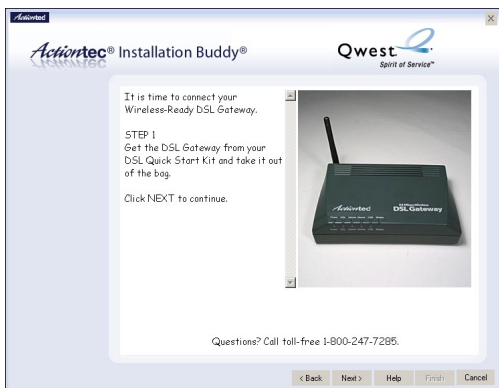 Actiontec
Actiontec® Installation Buddy®
Qwest
Spirit of Service™
It is time to connect your
Wireless-Ready DSL Gateway.
STEP 1
Get the DSL Gateway from your
DSL Quick Start Kit and take it out
of the bag.
Click NEXT to continue.
Actiontec
DSL Gateway
Questions? Call toll-free 1-800-247-7285.
< Back
Next >
Help
Finish
Cancel